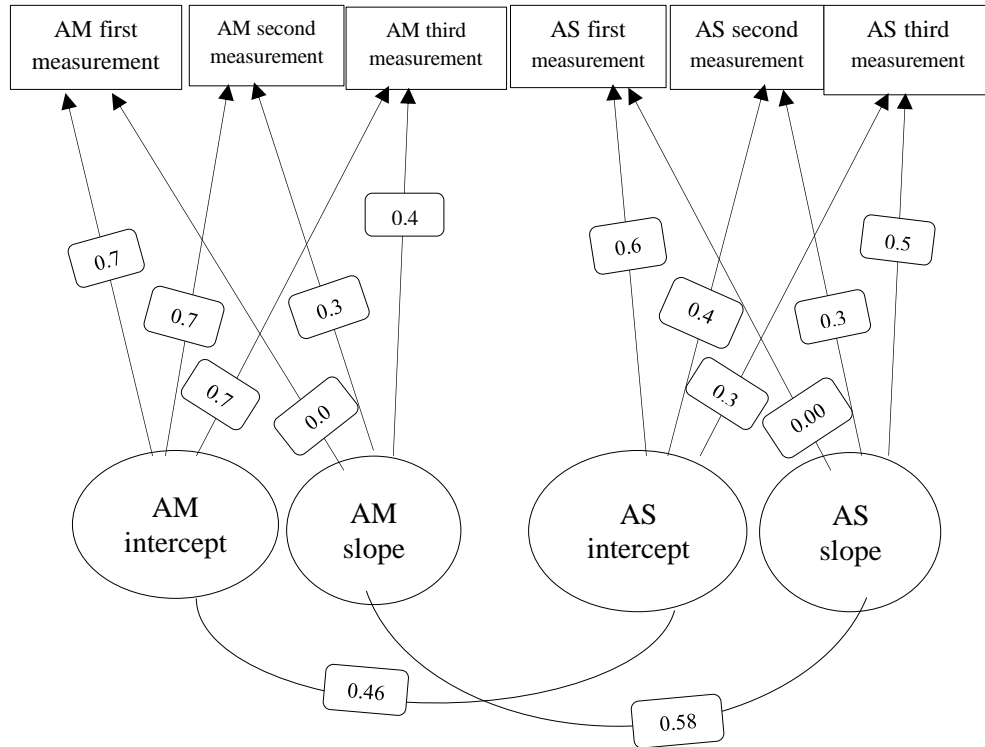 AM first
measurement
AM second
measurement
AM third
measurement
AS first
measurement
AS second
measurement
AS third
measurement
0.7
0.7
0.7
0.0
0.3
0.4
0.6
0.4
0.3
0.00
0.3
0.5
AM
intercept
AM
slope
AS
intercept
AS
slope
0.46
0.58